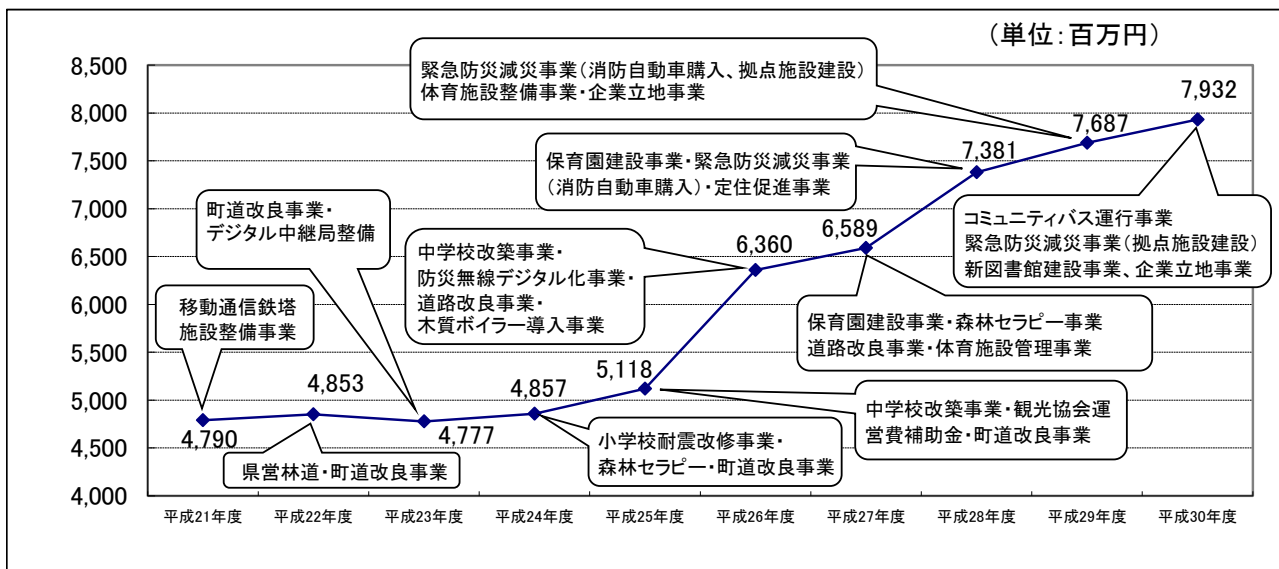 (単位:百万円)
8,500
8,000
7,500
7,000
6,500
6,000
5,500
5,000
4,500
4,000
緊急防災減災事業(消防自動車購入、拠点施設建設)
体育施設整備事業・企業立地事業
保育園建設事業・緊急防災減災事業
(消防自動車購入)・定住促進事業
町道改良事業・
デジタル中継局整備
中学校改築事業・
防災無線デジタル化事業・
道路改良事業・
木質ボイラー導入事業
移動通信鉄塔
施設整備事業
コミュニティバス運行事業
緊急防災減災事業(拠点施設建設)
新図書館建設事業、企業立地事業
保育園建設事業・森林セラピー事業
道路改良事業・体育施設管理事業
中学校改築事業・観光協会運
営費補助金・町道改良事業
小学校耐震改修事業・
森林セラピー・町道改良事業
県営林道・町道改良事業
4,790
4,853
4,777
4,857
5,118
6,360
6,589
7,381
7,687
7,932
平成21年度
平成22年度
平成23年度
平成24年度
平成25年度
平成26年度
平成27年度
平成28年度
平成29年度
平成30年度